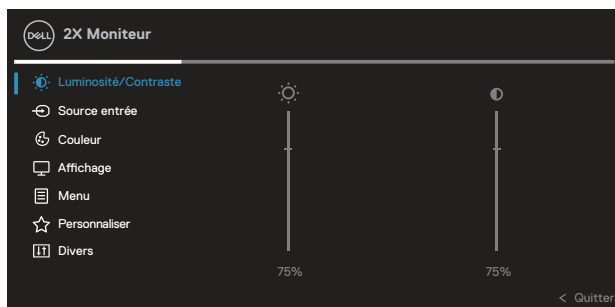 DELL 2X Moniteur
Luminosité/Contraste
Source entrée
Couleur
Affichage
Menu
Personnaliser
Divers
75% 75%
< Quitter